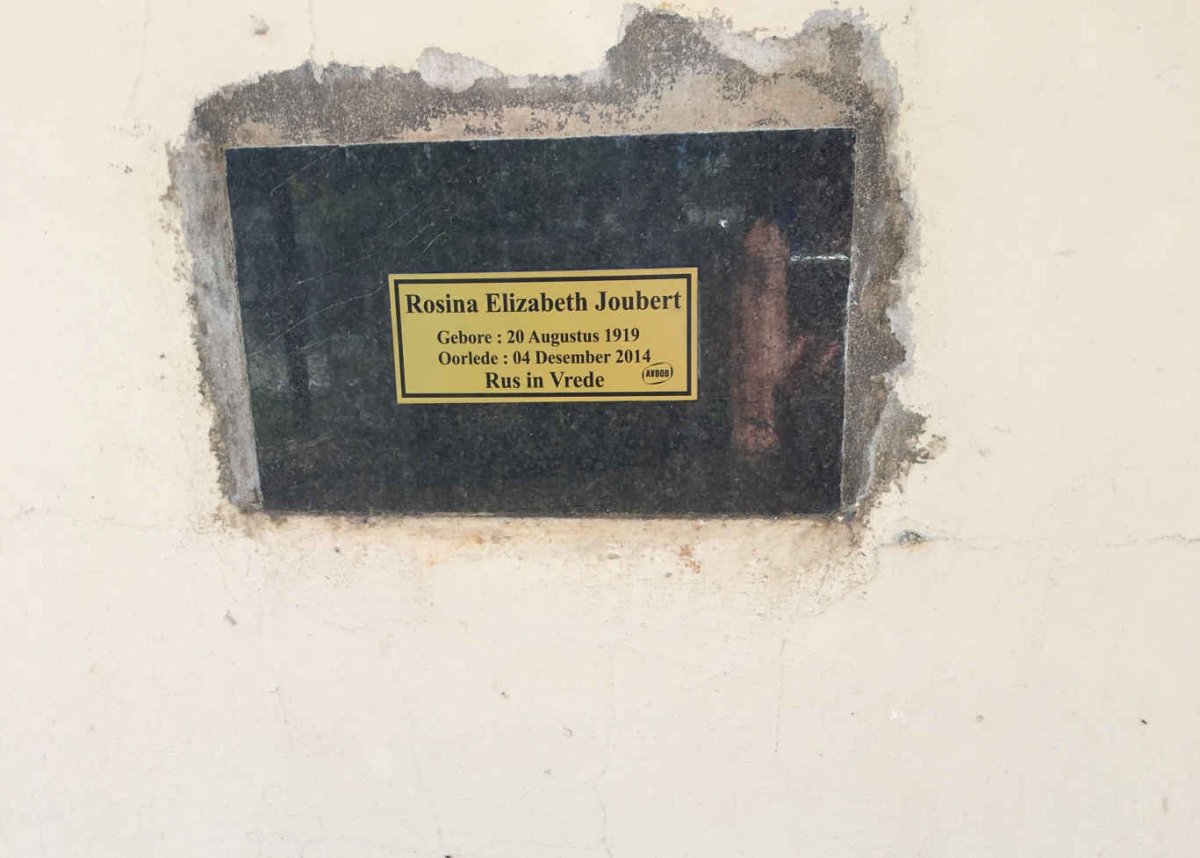 Rosina Elizabeth Joubert
Gebore : 20 Augustus 1919
Oorlede : 04 Desember 2014
Rus in Vrede
AVBOB